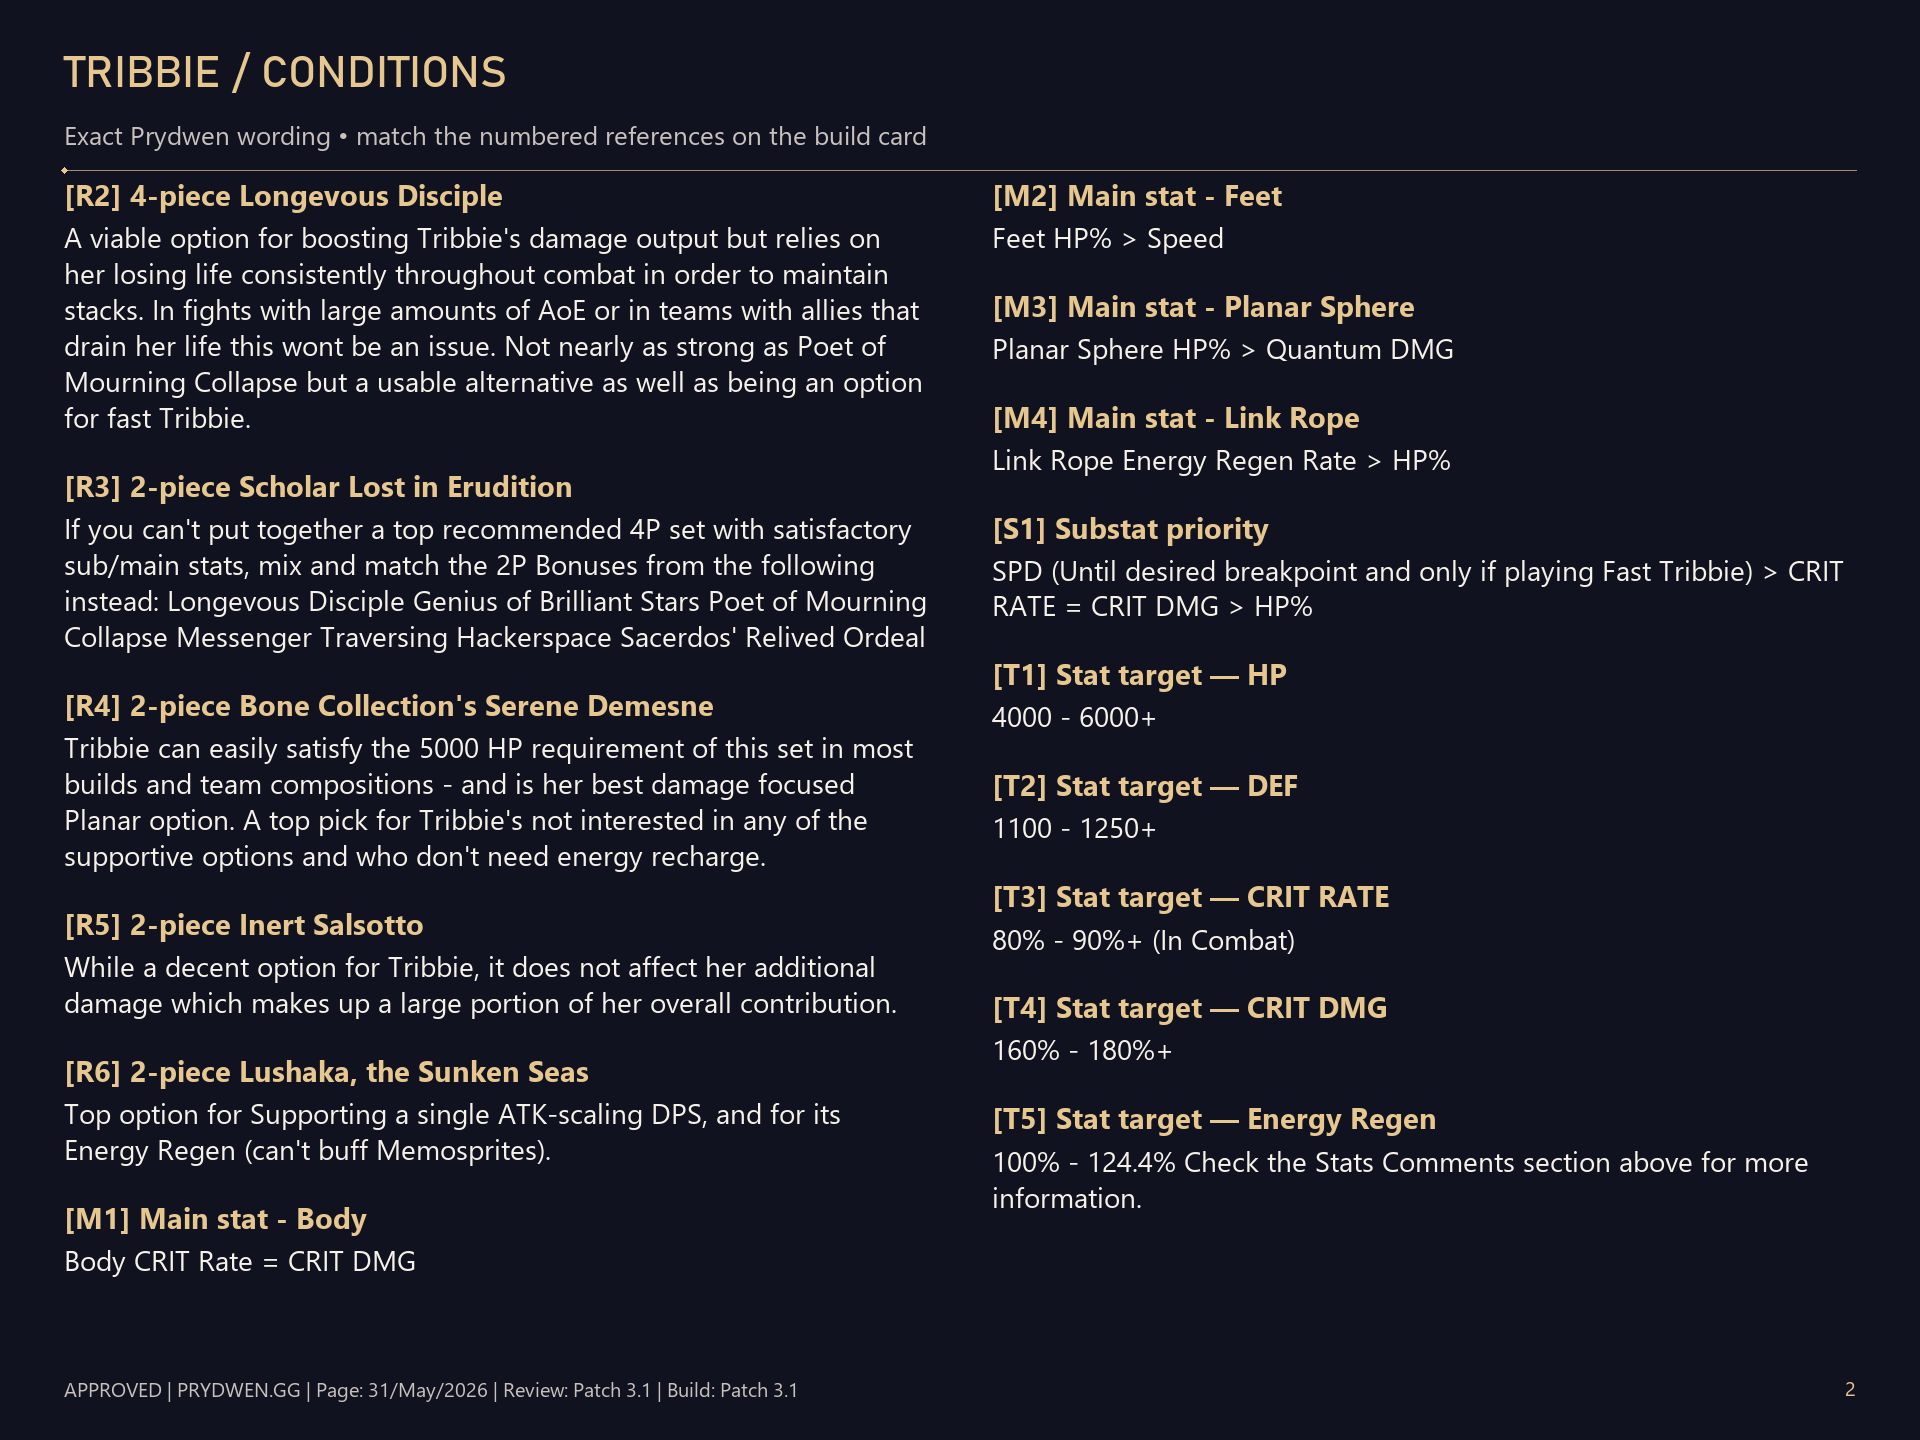 TRIBBIE / CONDITIONS
Exact Prydwen wording • match the numbered references on the build card
[R2] 4-piece Longevous Disciple
A viable option for boosting Tribbie's damage output but relies on
her losing life consistently throughout combat in order to maintain
stacks. In fights with large amounts of AoE or in teams with allies that
drain her life this wont be an issue. Not nearly as strong as Poet of
Mourning Collapse but a usable alternative as well as being an option
for fast Tribbie.
[R3] 2-piece Scholar Lost in Erudition
If you can't put together a top recommended 4P set with satisfactory
sub/main stats, mix and match the 2P Bonuses from the following
instead: Longevous Disciple Genius of Brilliant Stars Poet of Mourning
Collapse Messenger Traversing Hackerspace Sacerdos' Relived Ordeal
[R4] 2-piece Bone Collection's Serene Demesne
Tribbie can easily satisfy the 5000 HP requirement of this set in most
builds and team compositions - and is her best damage focused
Planar option. A top pick for Tribbie's not interested in any of the
supportive options and who don't need energy recharge.
[R5] 2-piece Inert Salsotto
While a decent option for Tribbie, it does not affect her additional
damage which makes up a large portion of her overall contribution.
[R6] 2-piece Lushaka, the Sunken Seas
Top option for Supporting a single ATK-scaling DPS, and for its
Energy Regen (can't buff Memosprites).
[M1] Main stat - Body
Body CRIT Rate = CRIT DMG
[M2] Main stat - Feet
Feet HP% > Speed
[M3] Main stat - Planar Sphere
Planar Sphere HP% > Quantum DMG
[M4] Main stat - Link Rope
Link Rope Energy Regen Rate > HP%
[S1] Substat priority
SPD (Until desired breakpoint and only if playing Fast Tribbie) > CRIT
RATE = CRIT DMG > HP%
[T1] Stat target — HP
4000 - 6000+
[T2] Stat target — DEF
1100 - 1250+
[T3] Stat target — CRIT RATE
80% - 90%+ (In Combat)
[T4] Stat target — CRIT DMG
160% - 180%+
[T5] Stat target — Energy Regen
100% - 124.4% Check the Stats Comments section above for more
information.
APPROVED | PRYDWEN.GG | Page: 31/May/2026 | Review: Patch 3.1 | Build: Patch 3.1
2